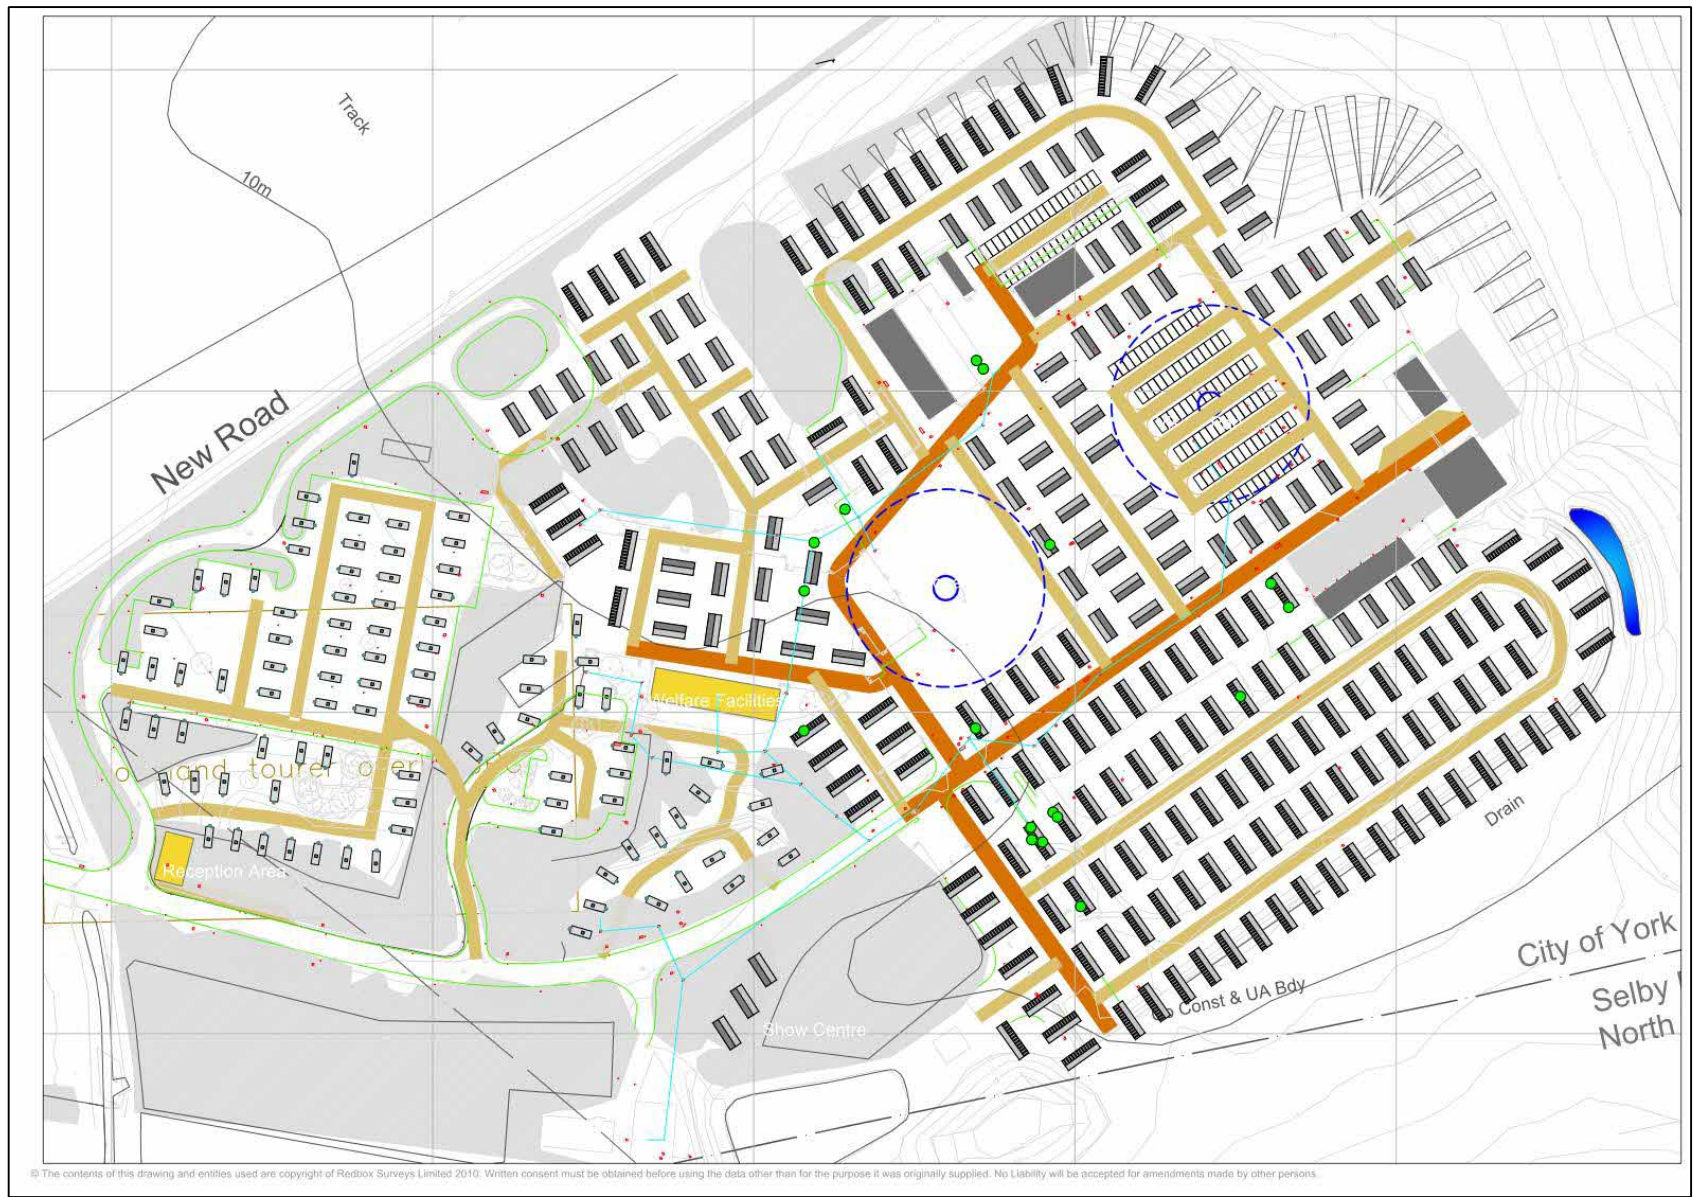 Track
10m
New Road
Welfare Facilities
Reception Area
Drain
City of York
Co Const & UA Bdy
Selby
North
Show Centre
© The contents of this drawing and entities used are copyright of Redbox Surveys Limited 2010. Written consent must be obtained before using the data other than for the purpose it was originally supplied. No Liability will be accepted for amendments made by other persons.